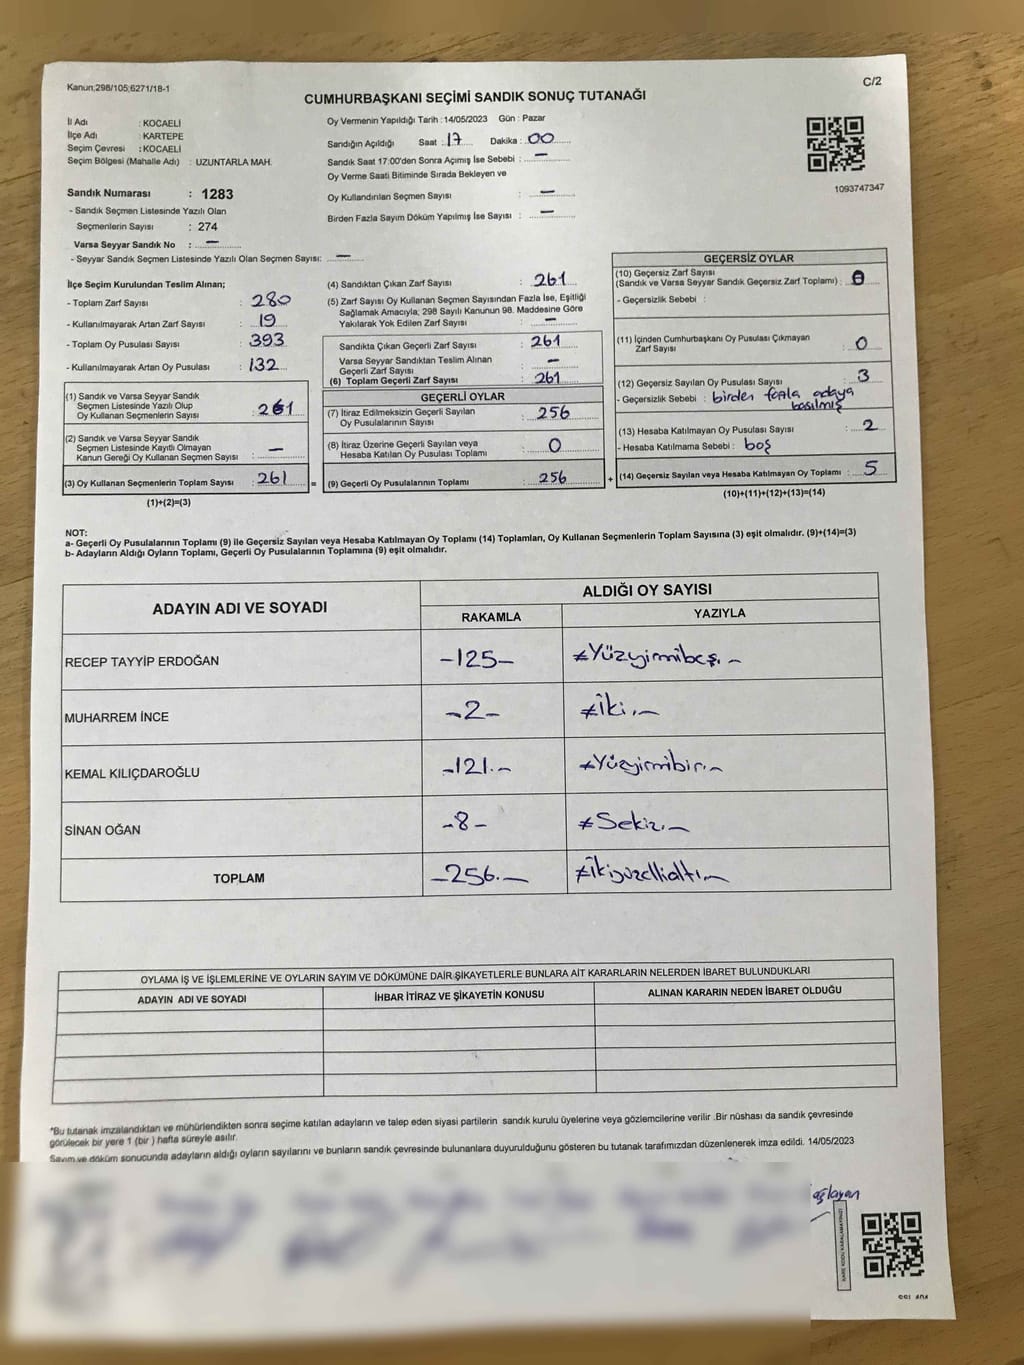 Kanun;298/105;6271/18-1
C/2
CUMHURBAŞKANI SEÇİMİ SANDIK SONUÇ TUTANAĞI
İl Adı : KOCAELİ
İlçe Adı : KARTEPE
Seçim Çevresi : KOCAELİ
Seçim Bölgesi (Mahalle Adı) : UZUNTARLA MAH.
Sandık Numarası : 1283
- Sandık Seçmen Listesinde Yazılı Olan
Seçmenlerin Sayısı : 274
Varsa Seyyar Sandık No : —
- Seyyar Sandık Seçmen Listesinde Yazılı Olan Seçmen Sayısı: —
Oy Vermenin Yapıldığı Tarih : 14/05/2023 Gün : Pazar
Sandığın Açıldığı Saat : 17 Dakika : 00
Sandık Saat 17:00'den Sonra Açımış İse Sebebi : —
Oy Verme Saati Bitiminde Sırada Bekleyen ve
Oy Kullandırılan Seçmen Sayısı : —
Birden Fazla Sayım Döküm Yapılmış İse Sayısı : —
1093747347
İlçe Seçim Kurulundan Teslim Alınan;
- Toplam Zarf Sayısı : 280
- Kullanılmayarak Artan Zarf Sayısı : 19
- Toplam Oy Pusulası Sayısı : 393
- Kullanılmayarak Artan Oy Pusulası : 132
(1) Sandık ve Varsa Seyyar Sandık
Seçmen Listesinde Yazılı Olup
Oy Kullanan Seçmenlerin Sayısı : 261
(2) Sandık ve Varsa Seyyar Sandık
Seçmen Listesinde Kayıtlı Olmayan
Kanun Gereği Oy Kullanan Seçmen Sayısı : —
(3) Oy Kullanan Seçmenlerin Toplam Sayısı : 261 =
(1)+(2)=(3)
(4) Sandıktan Çıkan Zarf Sayısı : 261
(5) Zarf Sayısı Oy Kullanan Seçmen Sayısından Fazla İse, Eşitliği
Sağlamak Amacıyla; 298 Sayılı Kanunun 98. Maddesine Göre
Yakılarak Yok Edilen Zarf Sayısı : —
Sandıkta Çıkan Geçerli Zarf Sayısı : 261
Varsa Seyyar Sandıktan Teslim Alınan
Geçerli Zarf Sayısı : —
(6) Toplam Geçerli Zarf Sayısı : 261
GEÇERLİ OYLAR
(7) İtiraz Edilmeksizin Geçerli Sayılan
Oy Pusulalarının Sayısı : 256
(8) İtiraz Üzerine Geçerli Sayılan veya
Hesaba Katılan Oy Pusulası Toplamı : 0
(9) Geçerli Oy Pusulalarının Toplamı : 256 +
GEÇERSİZ OYLAR
(10) Geçersiz Zarf Sayısı
(Sandık ve Varsa Seyyar Sandık Geçersiz Zarf Toplamı) : 0
- Geçersizlik Sebebi :
(11) İçinden Cumhurbaşkanı Oy Pusulası Çıkmayan
Zarf Sayısı : 0
(12) Geçersiz Sayılan Oy Pusulası Sayısı : 3
- Geçersizlik Sebebi : birden fazla adaya
basılmış
(13) Hesaba Katılmayan Oy Pusulası Sayısı : 2
- Hesaba Katılmama Sebebi : boş
(14) Geçersiz Sayılan veya Hesaba Katılmayan Oy Toplamı : 5
(10)+(11)+(12)+(13)=(14)
NOT:
a- Geçerli Oy Pusulalarının Toplamı (9) ile Geçersiz Sayılan veya Hesaba Katılmayan Oy Toplamı (14) Toplamları, Oy Kullanan Seçmenlerin Toplam Sayısına (3) eşit olmalıdır. (9)+(14)=(3)
b- Adayların Aldığı Oyların Toplamı, Geçerli Oy Pusulalarının Toplamına (9) eşit olmalıdır.
ADAYIN ADI VE SOYADI ALDIĞI OY SAYISI
RAKAMLA YAZIYLA
RECEP TAYYİP ERDOĞAN -125- ≠Yüzyirmibeş.-
MUHARREM İNCE -2- ≠İki.-
KEMAL KILIÇDAROĞLU -121.- ≠Yüzyirmibir.-
SİNAN OĞAN -8- ≠Sekiz.-
TOPLAM -256.- ≠İkiyüzellialtı.-
OYLAMA İŞ VE İŞLEMLERİNE VE OYLARIN SAYIM VE DÖKÜMÜNE DAİR ŞİKAYETLERLE BUNLARA AİT KARARLARIN NELERDEN İBARET BULUNDUKLARI
ADAYIN ADI VE SOYADI İHBAR İTİRAZ VE ŞİKAYETİN KONUSU ALINAN KARARIN NEDEN İBARET OLDUĞU
*Bu tutanak imzalandıktan ve mühürlendikten sonra seçime katılan adayların ve talep eden siyasi partilerin sandık kurulu üyelerine veya gözlemcilerine verilir .Bir nüshası da sandık çevresinde
görülecek bir yere 1 (bir ) hafta süreyle asılır.
Sayım ve döküm sonucunda adayların aldığı oyların sayılarını ve bunların sandık çevresinde bulunanlara duyurulduğunu gösteren bu tutanak tarafımızdan düzenlenerek imza edildi. 14/05/2023
KARE KODU KARALAMAYINIZ!